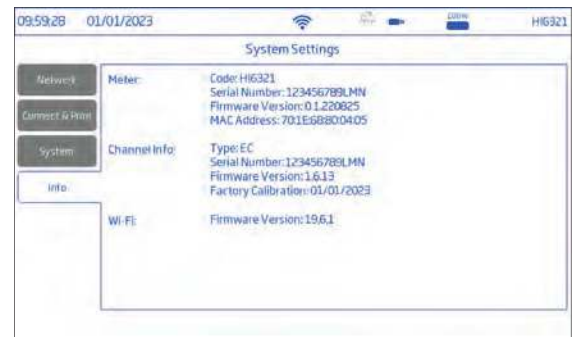 09:59:28 01/01/2023 HI6321
System Settings
Network
Connect & Print
System
Info
Meter:
Code: HI6321
Serial Number: 123456789LMN
Firmware Version: 0.1.220825
MAC Address: 70:1E:68:80:04:05
Channel Info:
Type: EC
Serial Number: 123456789LMN
Firmware Version: 1.6.13
Factory Calibration: 01/01/2023
Wi-Fi:
Firmware Version: 19.6.1